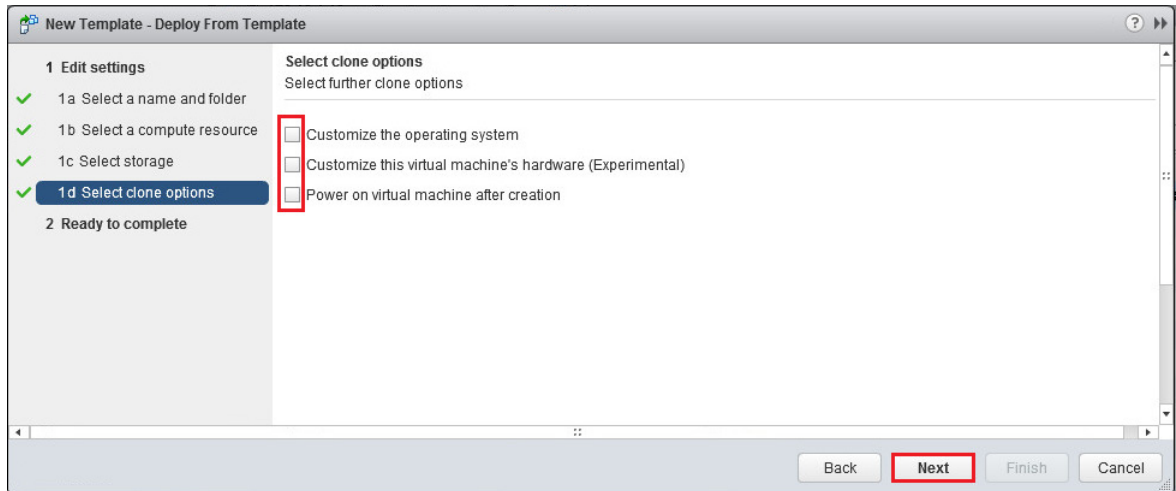 New Template - Deploy From Template
?
1 Edit settings
1a Select a name and folder
1b Select a compute resource
1c Select storage
1d Select clone options
2 Ready to complete
Select clone options
Select further clone options
Customize the operating system
Customize this virtual machine's hardware (Experimental)
Power on virtual machine after creation
Back Next Finish Cancel